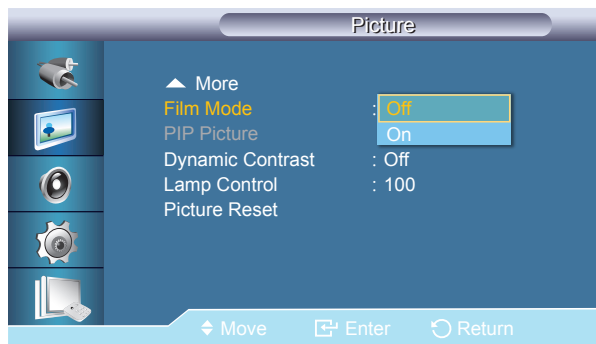 Picture
More
Film Mode : Off
PIP Picture On
Dynamic Contrast : Off
Lamp Control : 100
Picture Reset
Move Enter Return